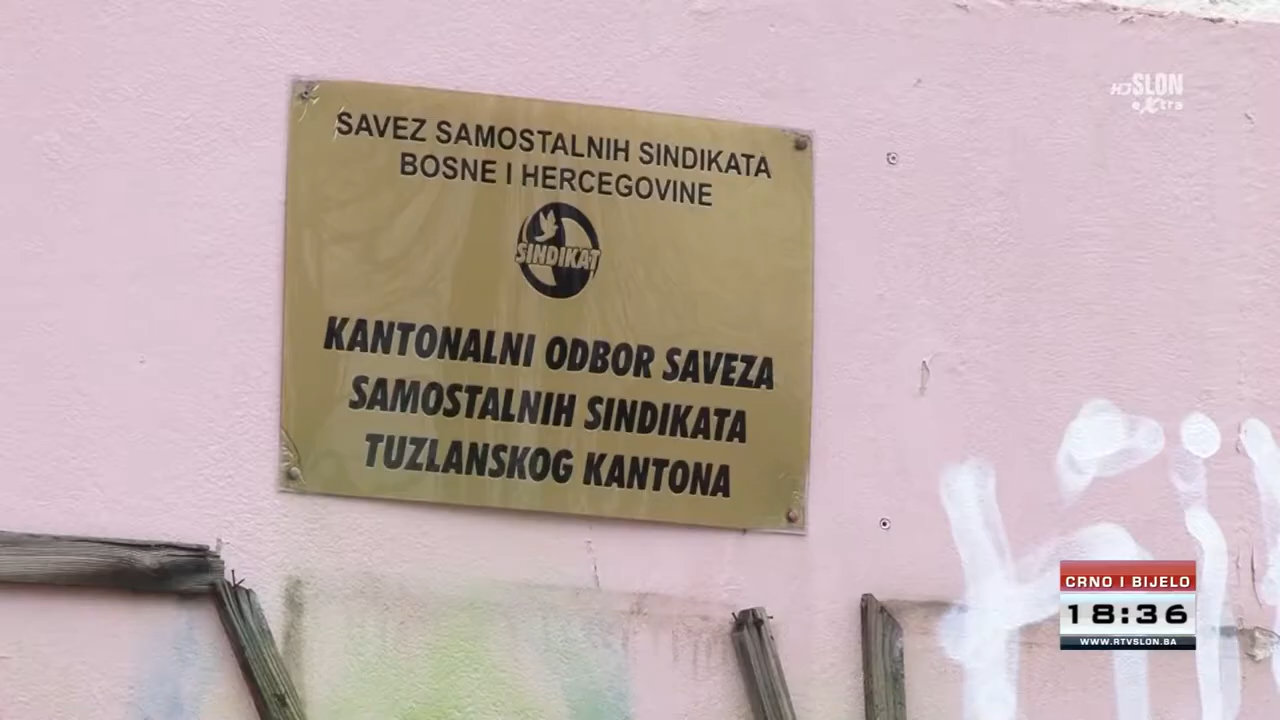 HD SLON
extra
SAVEZ SAMOSTALNIH SINDIKATA
BOSNE I HERCEGOVINE
SINDIKAT
KANTONALNI ODBOR SAVEZA
SAMOSTALNIH SINDIKATA
TUZLANSKOG KANTONA
CRNO I BIJELO
18:36
WWW.RTVSLON.BA